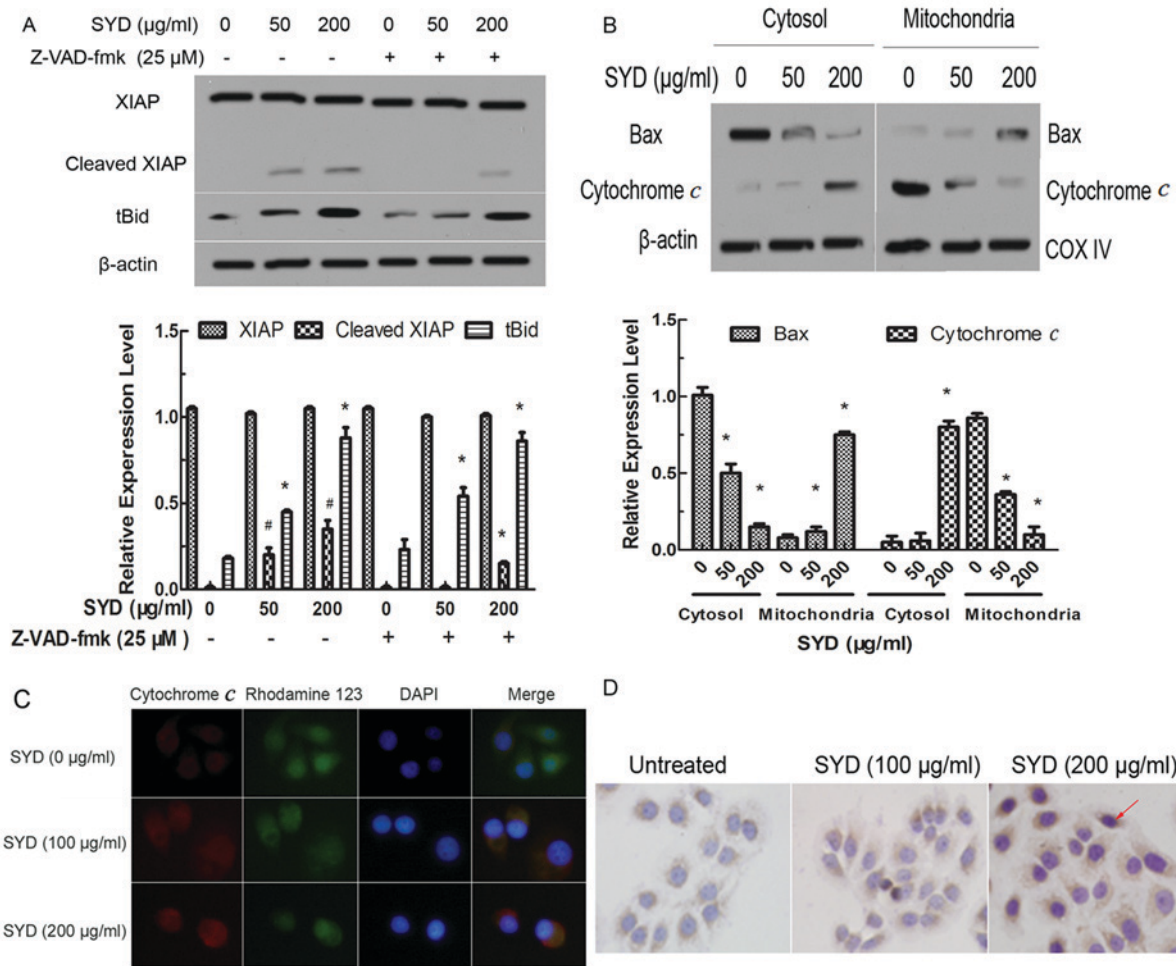 A
SYD (µg/ml) 0 50 200 0 50 200
Z-VAD-fmk (25 µM) - - - + + +
XIAP
Cleaved XIAP
tBid
β-actin
XIAP Cleaved XIAP tBid
Relative Experession Level
1.5
1.0
0.5
0.0
SYD (µg/ml) 0 50 200 0 50 200
Z-VAD-fmk (25 µM ) - - - + + +
# * # * * * *
B
Cytosol Mitochondria
SYD (µg/ml) 0 50 200 0 50 200
Bax Bax
Cytochrome c Cytochrome c
β-actin COX IV
Bax Cytochrome c
Relative Expression Level
1.5
1.0
0.5
0.0
* * * * * * *
0 50 200 0 50 200 0 50 200 0 50 200
Cytosol Mitochondria Cytosol Mitochondria
SYD (µg/ml)
C
Cytochrome c Rhodamine 123 DAPI Merge
SYD (0 µg/ml)
SYD (100 µg/ml)
SYD (200 µg/ml)
D
Untreated SYD (100 µg/ml) SYD (200 µg/ml)